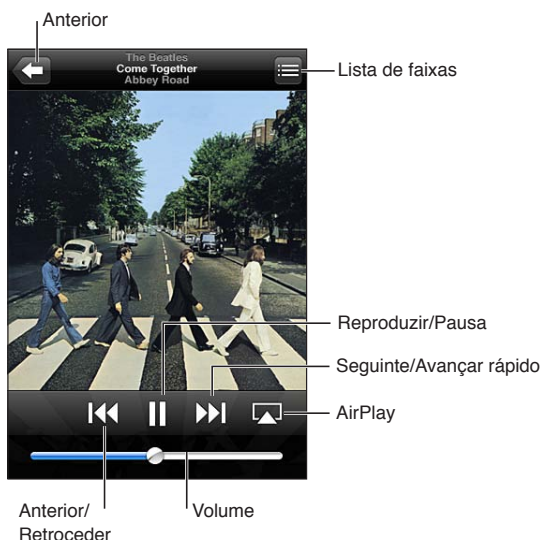 Anterior
The Beatles
Come Together
Abbey Road
Lista de faixas
Reproduzir/Pausa
Seguinte/Avançar rápido
AirPlay
Anterior/
Retroceder
Volume